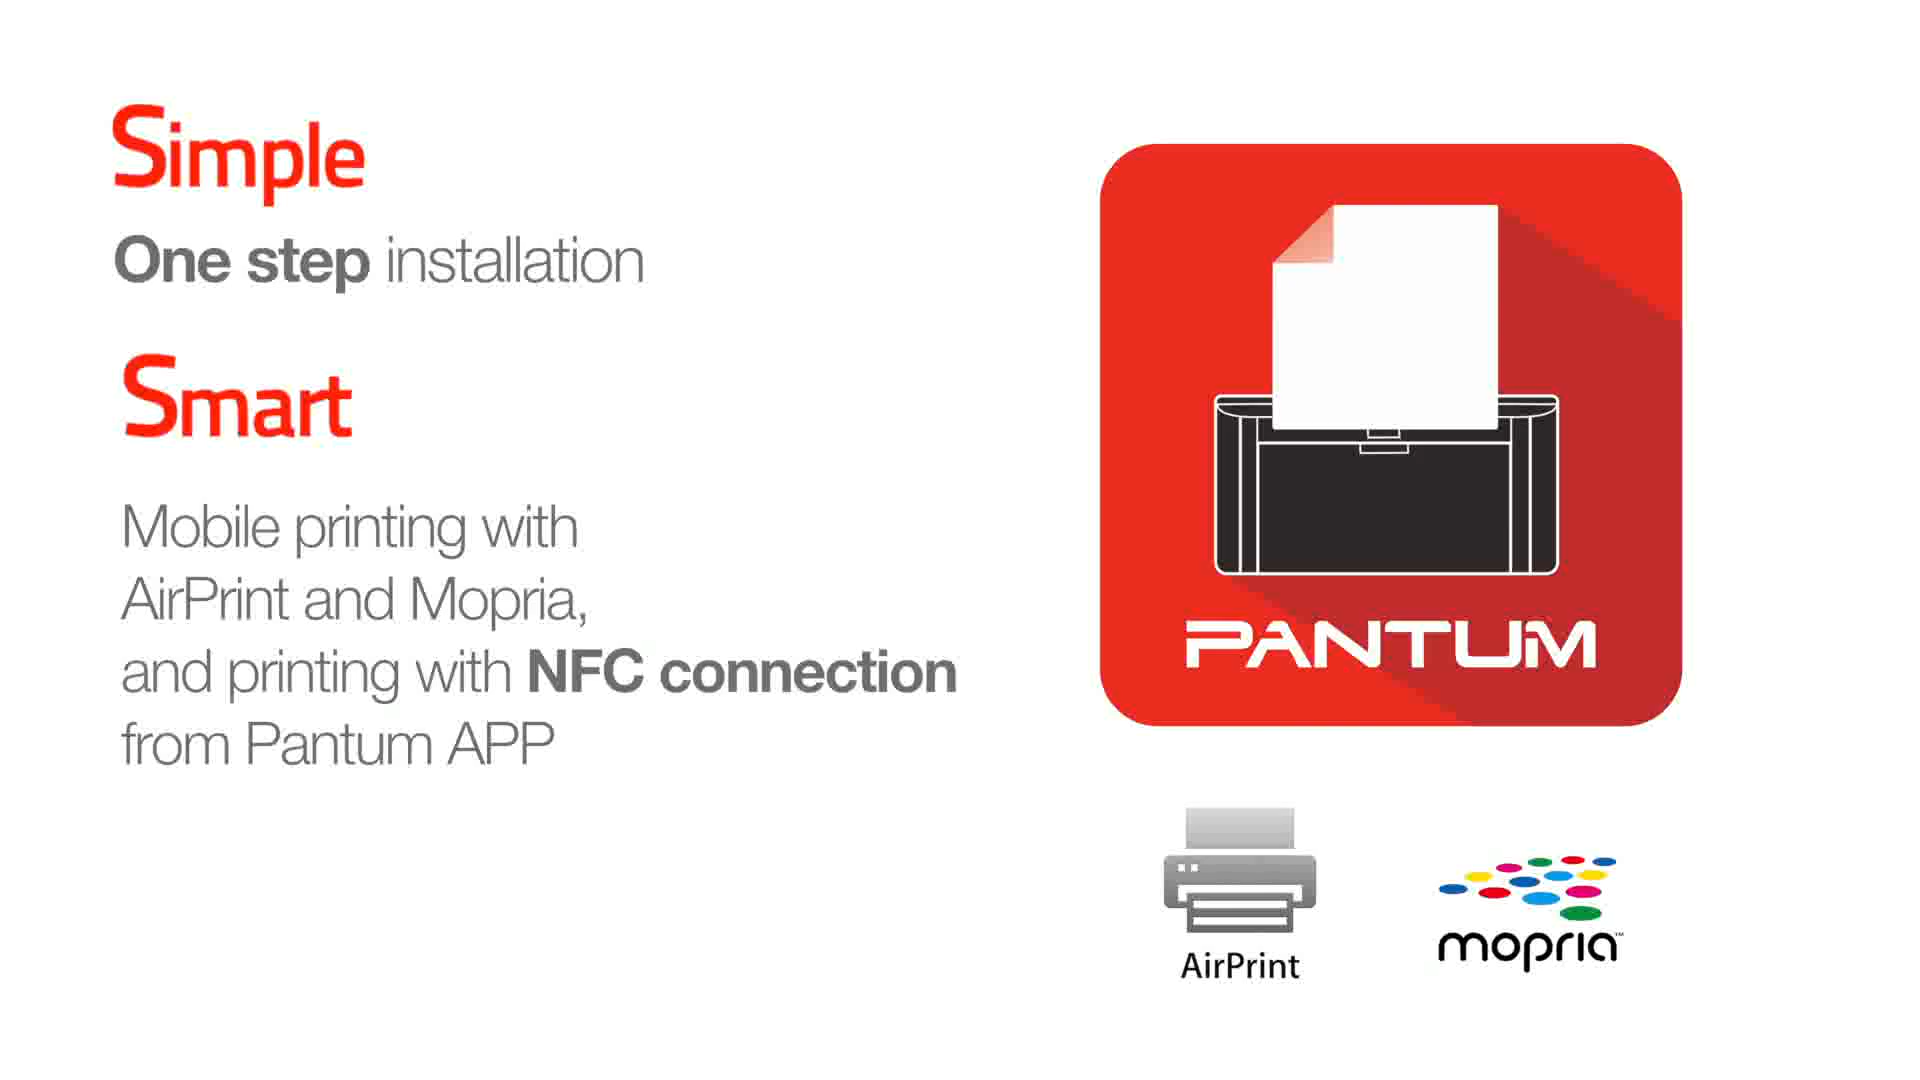 Simple
One step installation
Smart
Mobile printing with
AirPrint and Mopria,
and printing with NFC connection
from Pantum APP
PANTUM
AirPrint
mopria™